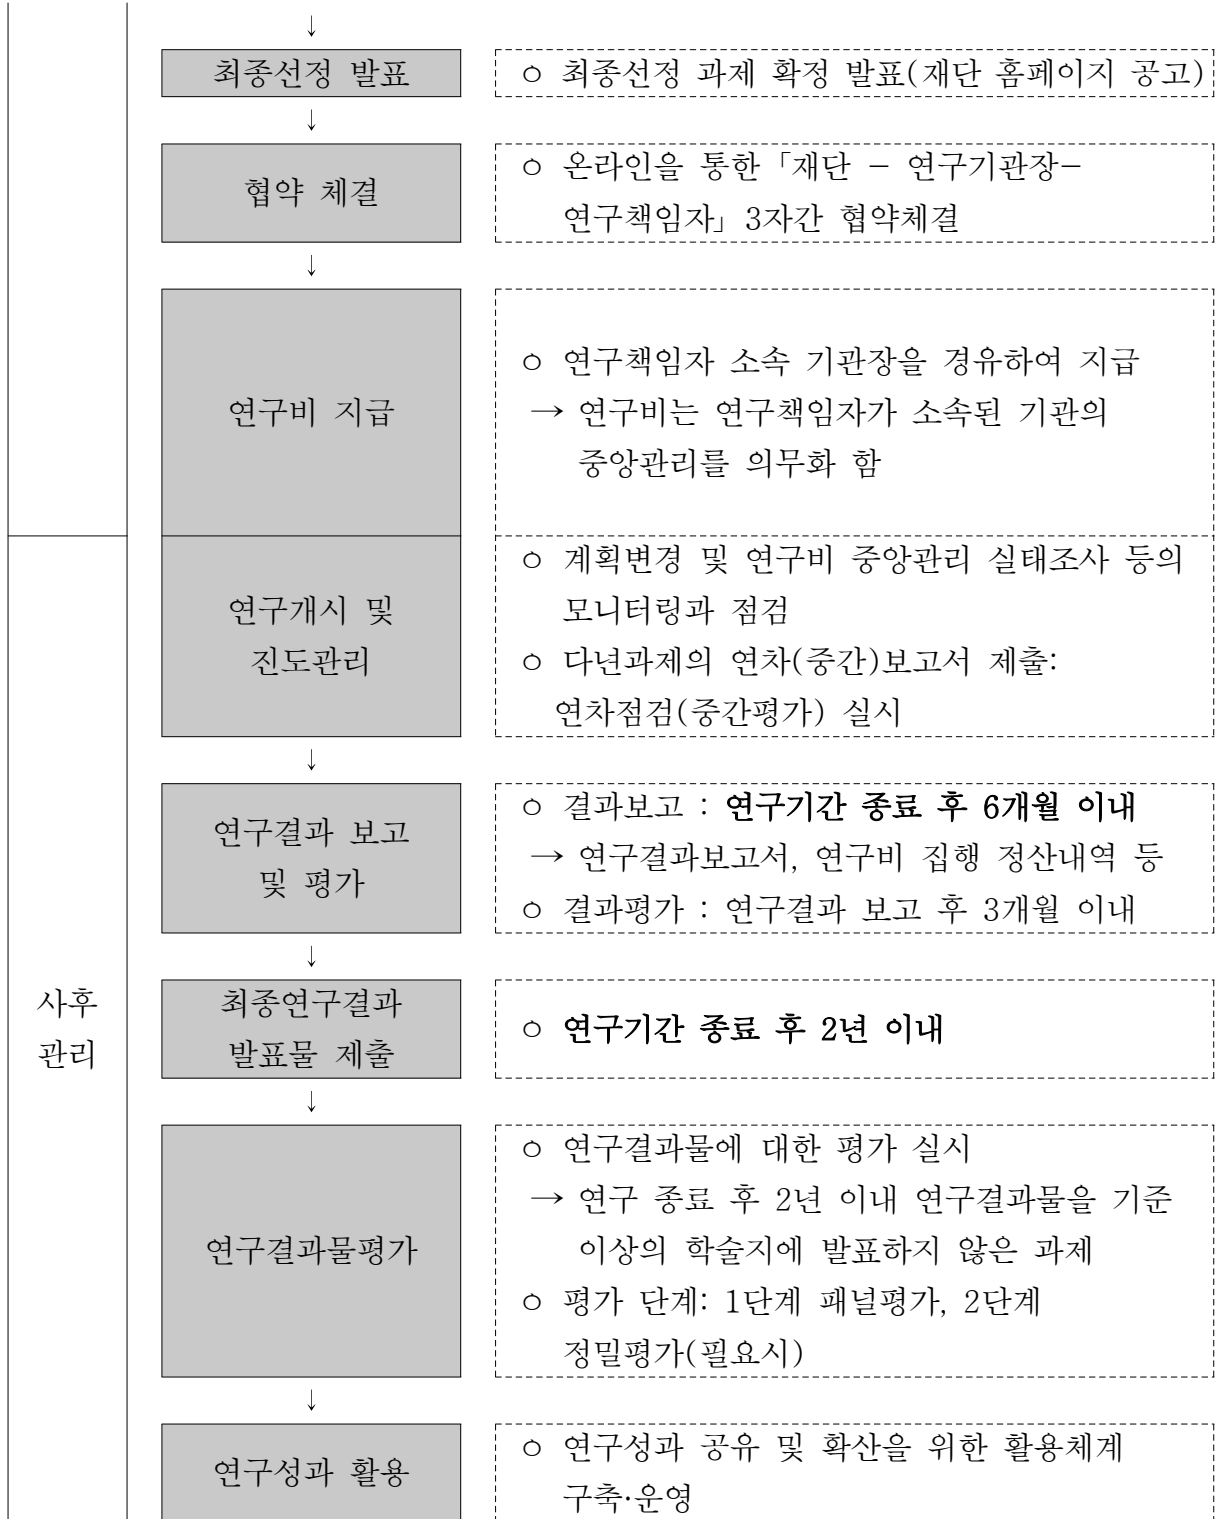 ↓
최종선정 발표
ㅇ 최종선정 과제 확정 발표(재단 홈페이지 공고)
↓
협약 체결
ㅇ 온라인을 통한「재단 - 연구기관장-
연구책임자」3자간 협약체결
↓
연구비 지급
ㅇ 연구책임자 소속 기관장을 경유하여 지급
→ 연구비는 연구책임자가 소속된 기관의
중앙관리를 의무화 함
사후
관리
연구개시 및
진도관리
ㅇ 계획변경 및 연구비 중앙관리 실태조사 등의
모니터링과 점검
ㅇ 다년과제의 연차(중간)보고서 제출:
연차점검(중간평가) 실시
↓
연구결과 보고
및 평가
ㅇ 결과보고 : 연구기간 종료 후 6개월 이내
→ 연구결과보고서, 연구비 집행 정산내역 등
ㅇ 결과평가 : 연구결과 보고 후 3개월 이내
↓
최종연구결과
발표물 제출
ㅇ 연구기간 종료 후 2년 이내
↓
연구결과물평가
ㅇ 연구결과물에 대한 평가 실시
→ 연구 종료 후 2년 이내 연구결과물을 기준
이상의 학술지에 발표하지 않은 과제
ㅇ 평가 단계: 1단계 패널평가, 2단계
정밀평가(필요시)
↓
연구성과 활용
ㅇ 연구성과 공유 및 확산을 위한 활용체계
구축·운영